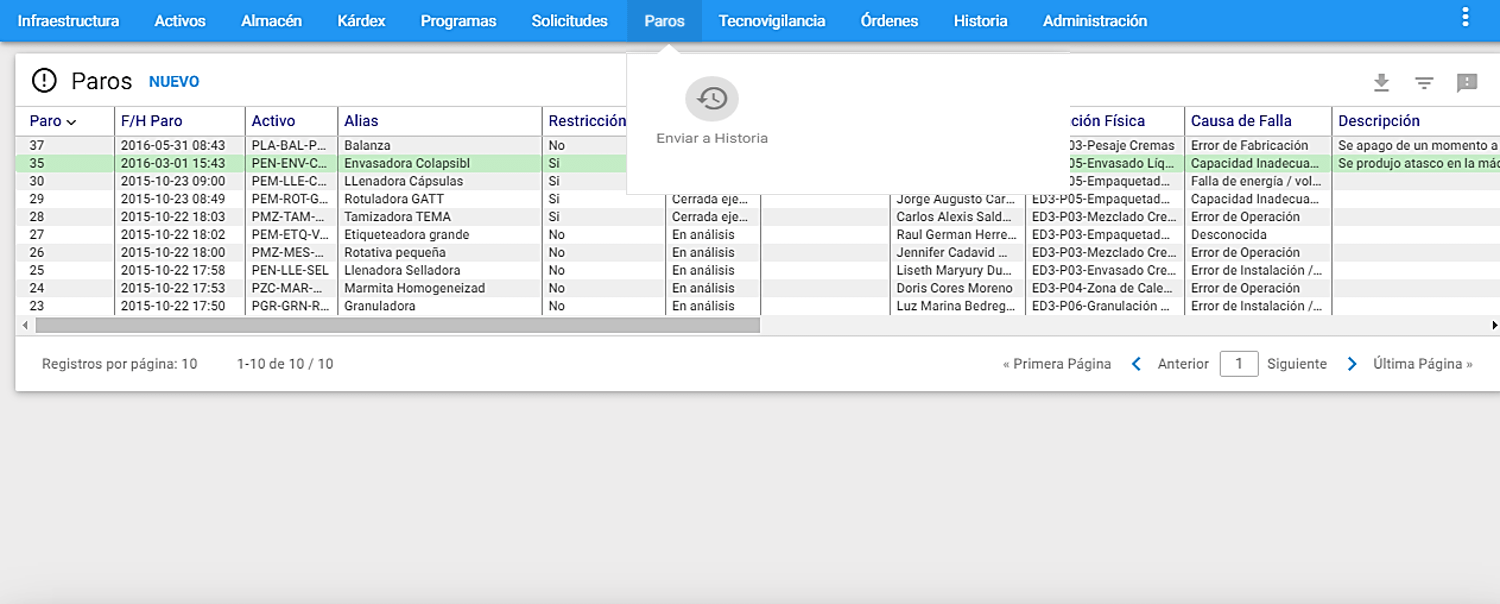 Infraestructura Activos Almacén Kárdex Programas Solicitudes Paros Tecnovigilancia Órdenes Historia Administración
Paros NUEVO
Enviar a Historia
Paro F/H Paro Activo Alias Restricción ción Física Causa de Falla Descripción
37 2016-05-31 08:43 PLA-BAL-P... Balanza No 03-Pesaje Cremas Error de Fabricación Se apago de un momento a
35 2016-03-01 15:43 PEN-ENV-C... Envasadora Colapsibl Si 05-Envasado Líq... Capacidad Inadecua... Se produjo atasco en la máq
30 2015-10-23 09:00 PEM-LLE-C... LLenadora Cápsulas Si 05-Empaquetad... Falla de energía / vol...
29 2015-10-23 08:49 PEM-ROT-G... Rotuladora GATT Si Cerrada eje... Jorge Augusto Car... ED3-P05-Empaquetad... Capacidad Inadecua...
28 2015-10-22 18:03 PMZ-TAM-... Tamizadora TEMA Si Cerrada eje... Carlos Alexis Sald... ED3-P03-Mezclado Cre... Error de Operación
27 2015-10-22 18:02 PEM-ETQ-V... Etiqueteadora grande No En análisis Raul German Herre... ED3-P03-Empaquetad... Desconocida
26 2015-10-22 18:00 PMZ-MES-... Rotativa pequeña No En análisis Jennifer Cadavid ... ED3-P03-Mezclado Cre... Error de Operación
25 2015-10-22 17:58 PEN-LLE-SEL Llenadora Selladora No En análisis Liseth Maryury Du... ED3-P03-Envasado Cre... Error de Instalación /...
24 2015-10-22 17:53 PZC-MAR-... Marmita Homogeneizad No En análisis Doris Cores Moreno ED3-P04-Zona de Cale... Error de Operación
23 2015-10-22 17:50 PGR-GRN-R... Granuladora No En análisis Luz Marina Bedreg... ED3-P06-Granulación ... Error de Instalación /...
Registros por página: 10 1-10 de 10 / 10 « Primera Página Anterior 1 Siguiente Última Página »